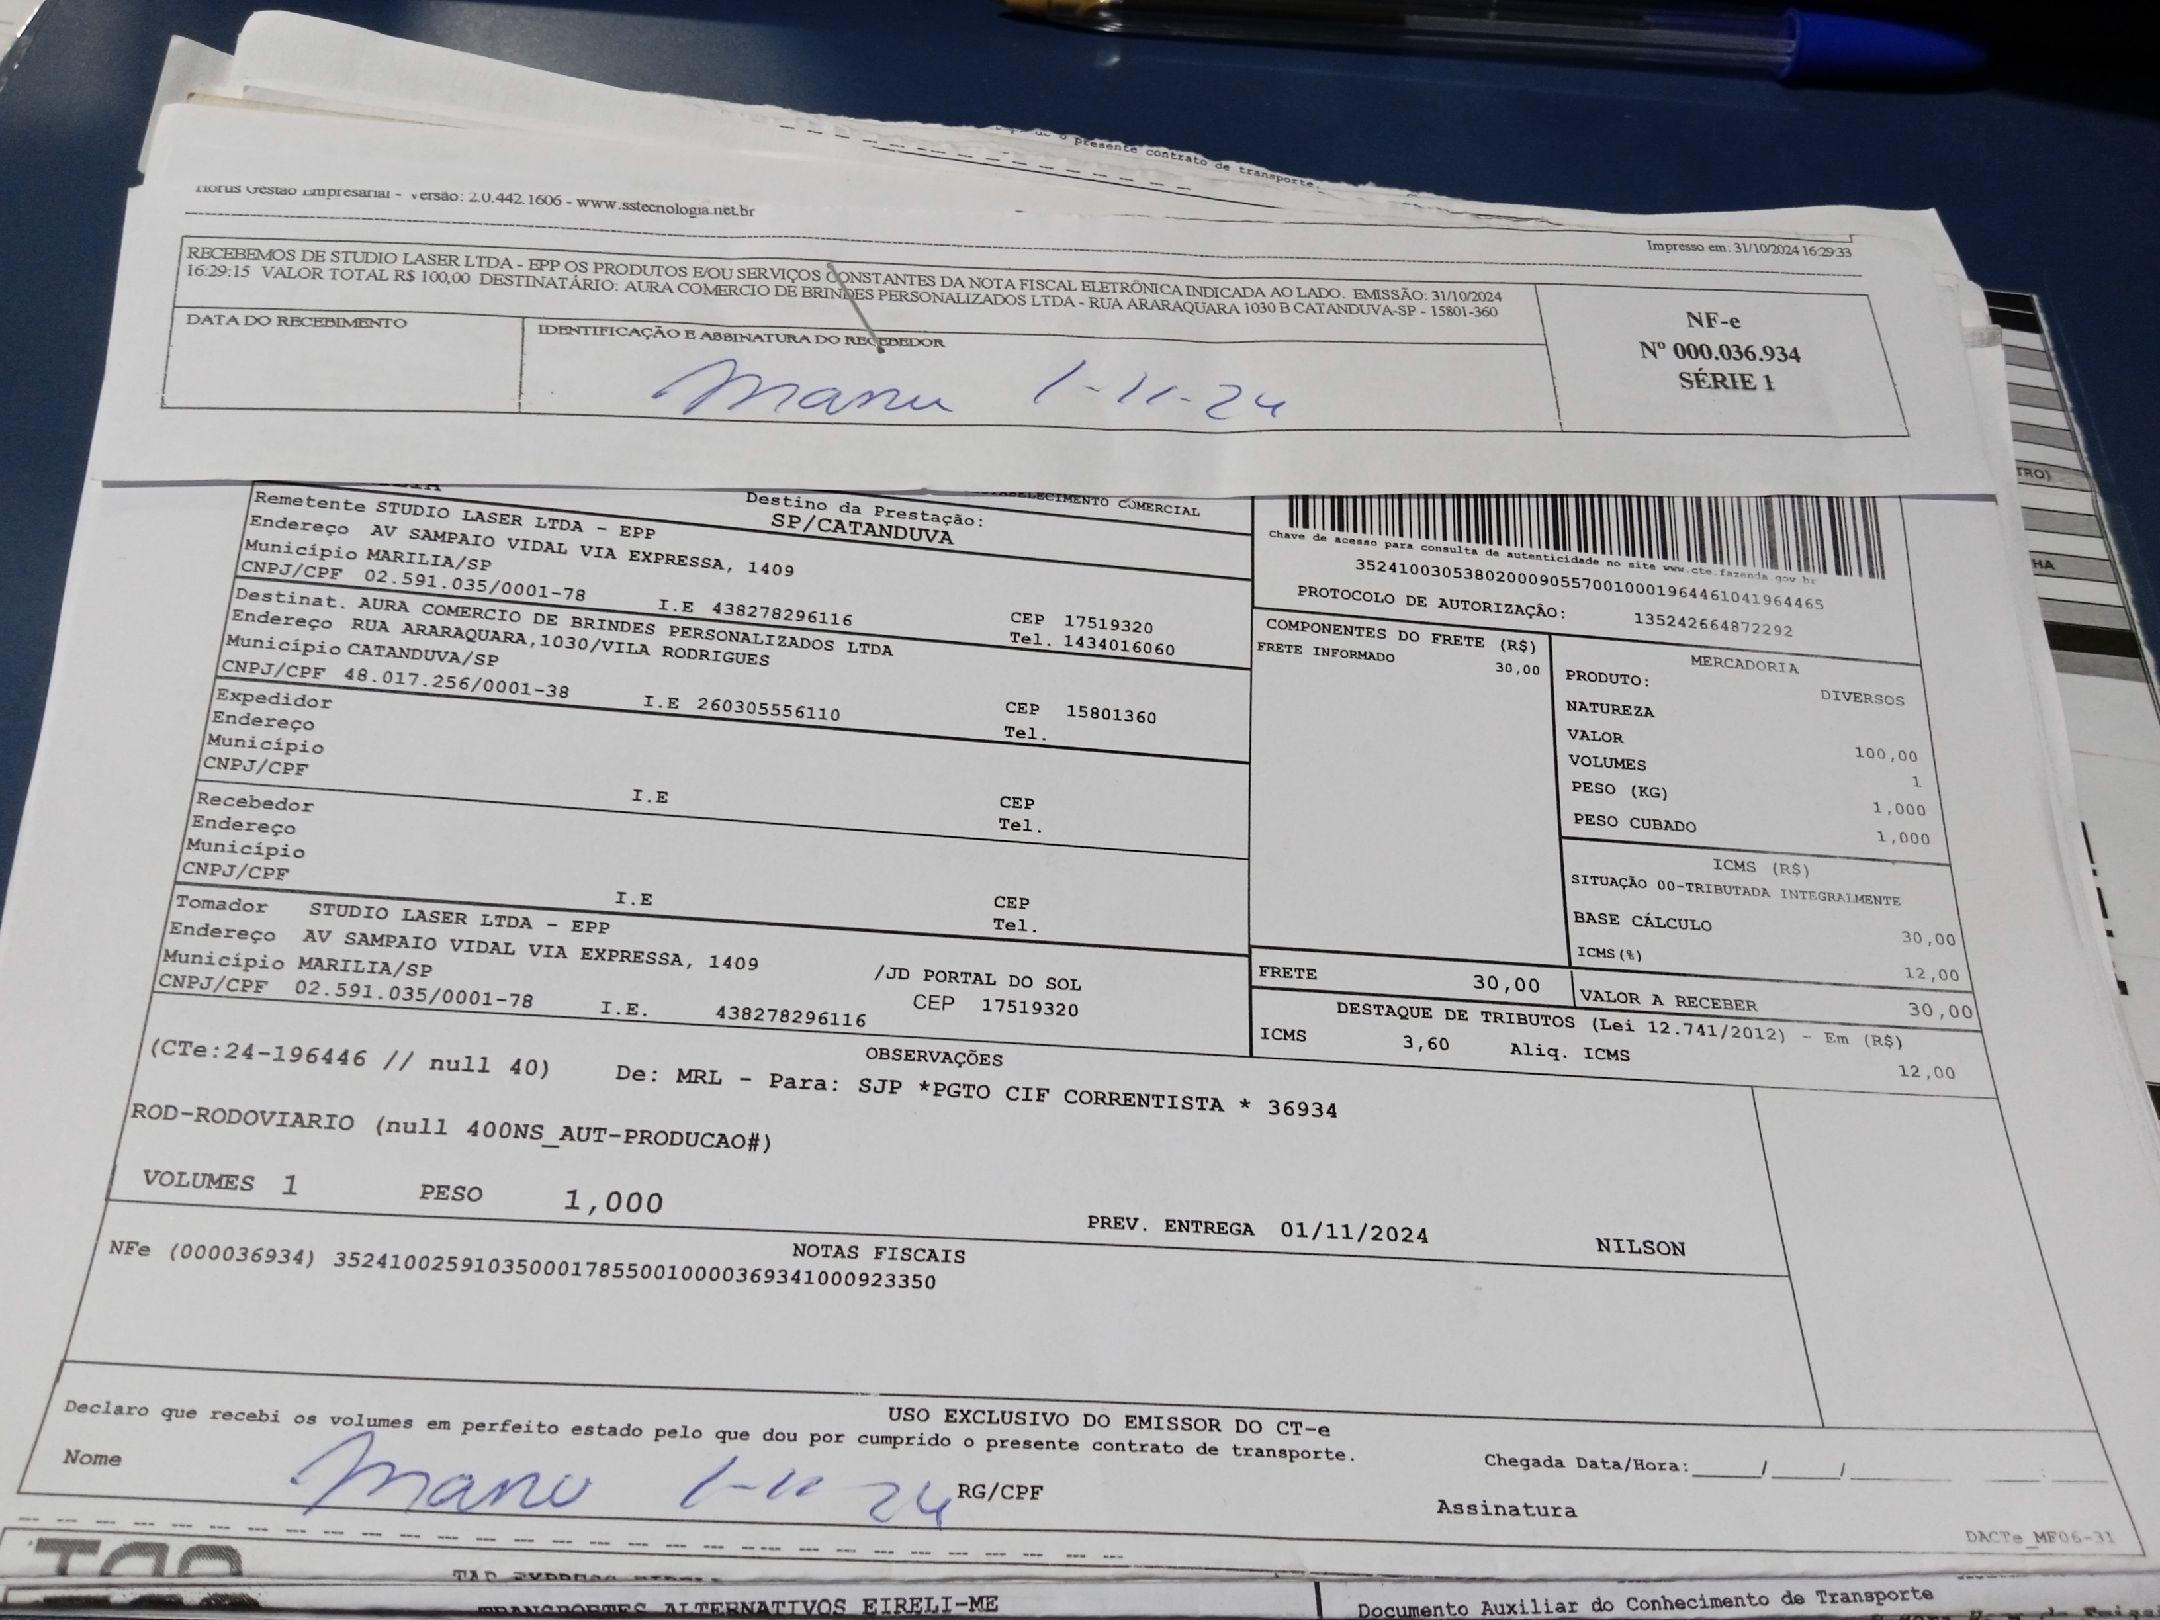 presente contrato de transporte.
Horus Gestão Empresarial - Versão: 2.0.442.1606 - www.sstecnologia.net.br
Impresso em: 31/10/2024 16:29:33
RECEBEMOS DE STUDIO LASER LTDA - EPP OS PRODUTOS E/OU SERVIÇOS CONSTANTES DA NOTA FISCAL ELETRÔNICA INDICADA AO LADO. EMISSÃO: 31/10/2024
16:29:15 VALOR TOTAL R$ 100,00 DESTINATÁRIO: AURA COMERCIO DE BRINDES PERSONALIZADOS LTDA - RUA ARARAQUARA 1030 B CATANDUVA-SP - 15801-360
DATA DO RECEBIMENTO
IDENTIFICAÇÃO E ASSINATURA DO RECEBEDOR
Manu 1-11-24
NF-e
Nº 000.036.934
SÉRIE 1
ESTABELECIMENTO COMERCIAL
Destino da Prestação:
SP/CATANDUVA
Remetente STUDIO LASER LTDA - EPP
Endereço AV SAMPAIO VIDAL VIA EXPRESSA, 1409
Município MARILIA/SP CEP 17519320
CNPJ/CPF 02.591.035/0001-78 I.E 438278296116 Tel. 1434016060
Destinat. AURA COMERCIO DE BRINDES PERSONALIZADOS LTDA
Endereço RUA ARARAQUARA,1030/VILA RODRIGUES
Município CATANDUVA/SP CEP 15801360
CNPJ/CPF 48.017.256/0001-38 I.E 260305556110 Tel.
Expedidor
Endereço
Município CEP
CNPJ/CPF I.E Tel.
Recebedor
Endereço
Município CEP
CNPJ/CPF I.E Tel.
Tomador STUDIO LASER LTDA - EPP
Endereço AV SAMPAIO VIDAL VIA EXPRESSA, 1409 /JD PORTAL DO SOL
Município MARILIA/SP CEP 17519320
CNPJ/CPF 02.591.035/0001-78 I.E. 438278296116
Chave de acesso para consulta de autenticidade no site www.cte.fazenda.gov.br
35241003053802000905570010001964461041964465
PROTOCOLO DE AUTORIZAÇÃO: 135242664872292
COMPONENTES DO FRETE (R$)
FRETE INFORMADO 30,00
MERCADORIA
PRODUTO: DIVERSOS
NATUREZA
VALOR 100,00
VOLUMES 1
PESO (KG) 1,000
PESO CUBADO 1,000
ICMS (R$)
SITUAÇÃO 00-TRIBUTADA INTEGRALMENTE
BASE CÁLCULO 30,00
ICMS(%) 12,00
FRETE 30,00 VALOR A RECEBER 30,00
DESTAQUE DE TRIBUTOS (Lei 12.741/2012) - Em (R$)
ICMS 3,60 Aliq. ICMS 12,00
OBSERVAÇÕES
(CTe:24-196446 // null 40) De: MRL - Para: SJP *PGTO CIF CORRENTISTA * 36934
ROD-RODOVIARIO (null 400NS_AUT-PRODUCAO#)
VOLUMES 1 PESO 1,000 PREV. ENTREGA 01/11/2024 NILSON
NOTAS FISCAIS
NFe (000036934) 35241002591035000178550010000369341000923350
USO EXCLUSIVO DO EMISSOR DO CT-e
Declaro que recebi os volumes em perfeito estado pelo que dou por cumprido o presente contrato de transporte.
Chegada Data/Hora:_____/_____/_____ _____:_____
Nome Manu 1-11 24 RG/CPF Assinatura
DACTe_MF06-31
TRANSPORTES ALTERNATIVOS EIRELI-ME
Documento Auxiliar do Conhecimento de Transporte